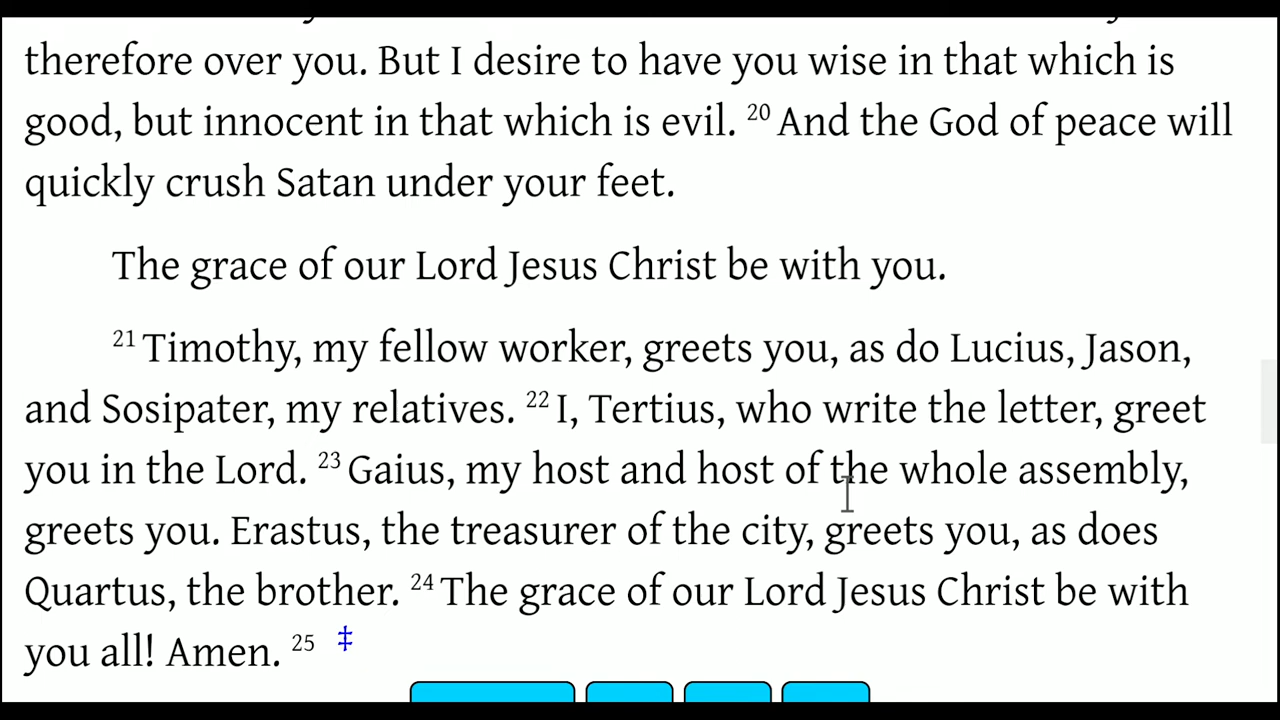 therefore over you. But I desire to have you wise in that which is
good, but innocent in that which is evil. 20 And the God of peace will
quickly crush Satan under your feet.
The grace of our Lord Jesus Christ be with you.
21 Timothy, my fellow worker, greets you, as do Lucius, Jason,
and Sosipater, my relatives. 22 I, Tertius, who write the letter, greet
you in the Lord. 23 Gaius, my host and host of the whole assembly,
greets you. Erastus, the treasurer of the city, greets you, as does
Quartus, the brother. 24 The grace of our Lord Jesus Christ be with
you all! Amen. 25 ‡